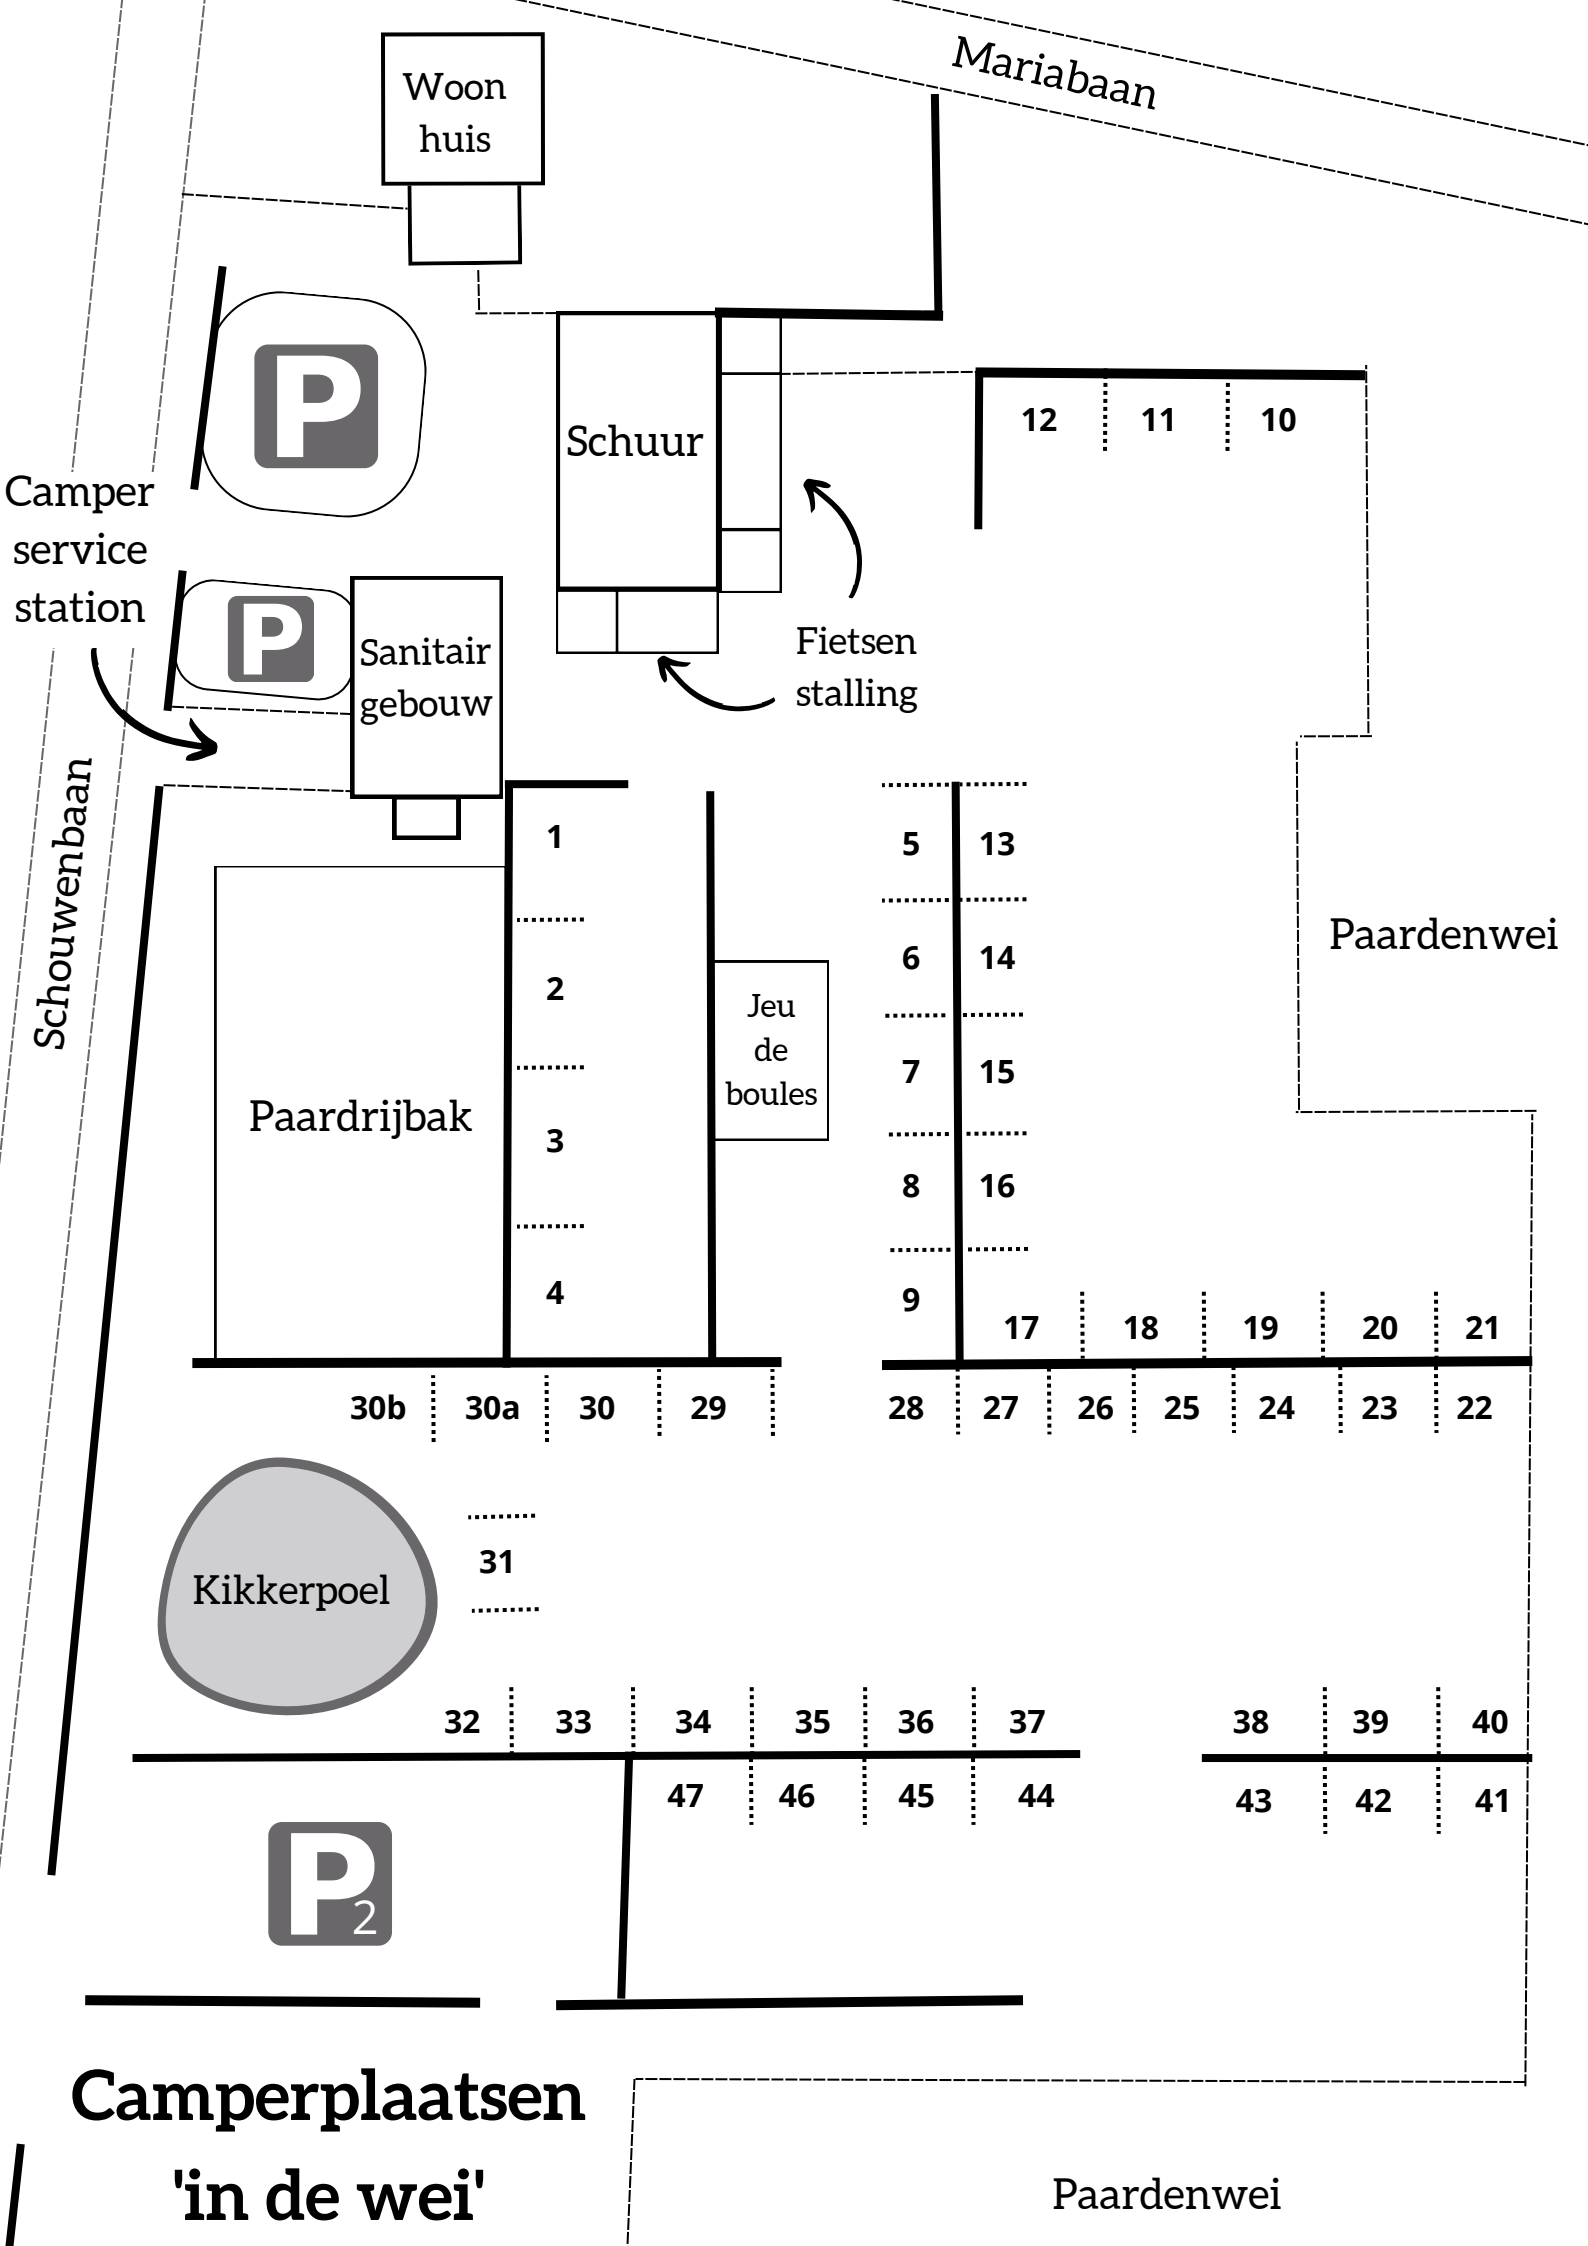 Mariabaan
Woon
huis
P
Schuur
12 11 10
Camper
service
station
P
Sanitair
gebouw
Fietsen
stalling
Schouwenbaan
1
5 13
Paardenwei
6 14
2
Jeu
de
boules
7 15
Paardrijbak
3
8 16
4
9
17 18 19 20 21
30b 30a 30 29 28 27 26 25 24 23 22
31
Kikkerpoel
32 33 34 35 36 37 38 39 40
47 46 45 44 43 42 41
P2
Camperplaatsen
'in de wei'
Paardenwei